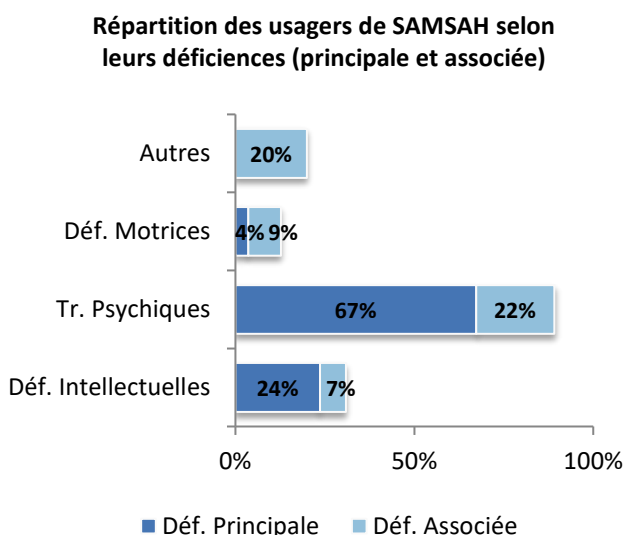 Répartition des usagers de SAMSAH selon
leurs déficiences (principale et associée)
Autres
20%
Déf. Motrices
4% 9%
Tr. Psychiques
67% 22%
Déf. Intellectuelles
24% 7%
0% 50% 100%
Déf. Principale Déf. Associée